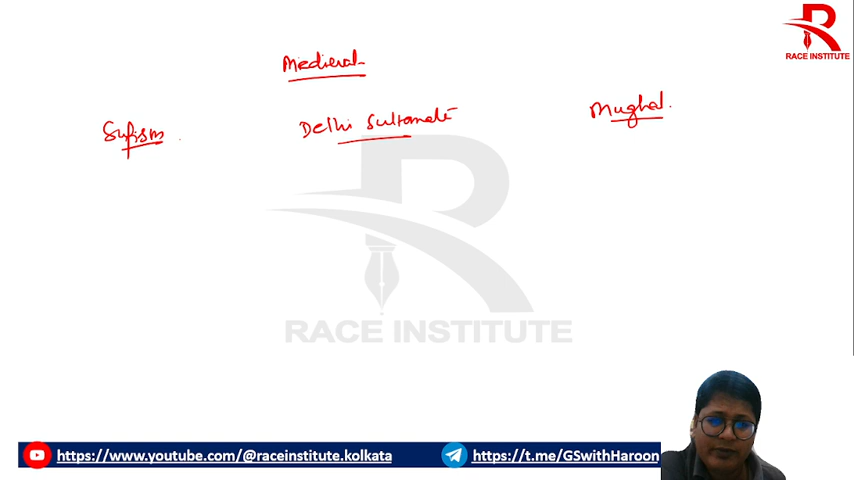 RACE INSTITUTE
Medieval
Sufism
Delhi Sultanate
Mughal.
RACE INSTITUTE
https://www.youtube.com/@raceinstitute.kolkata
https://t.me/GSwithHaroon